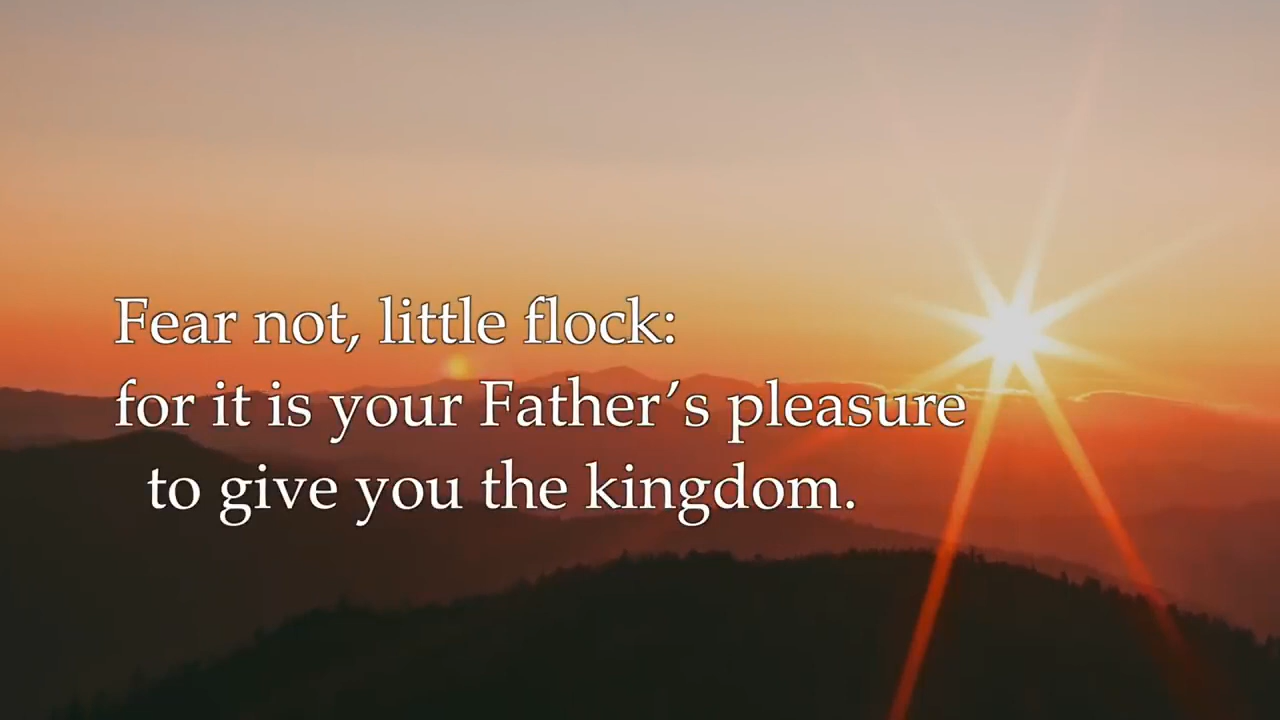 Fear not, little flock:
for it is your Father’s pleasure
to give you the kingdom.